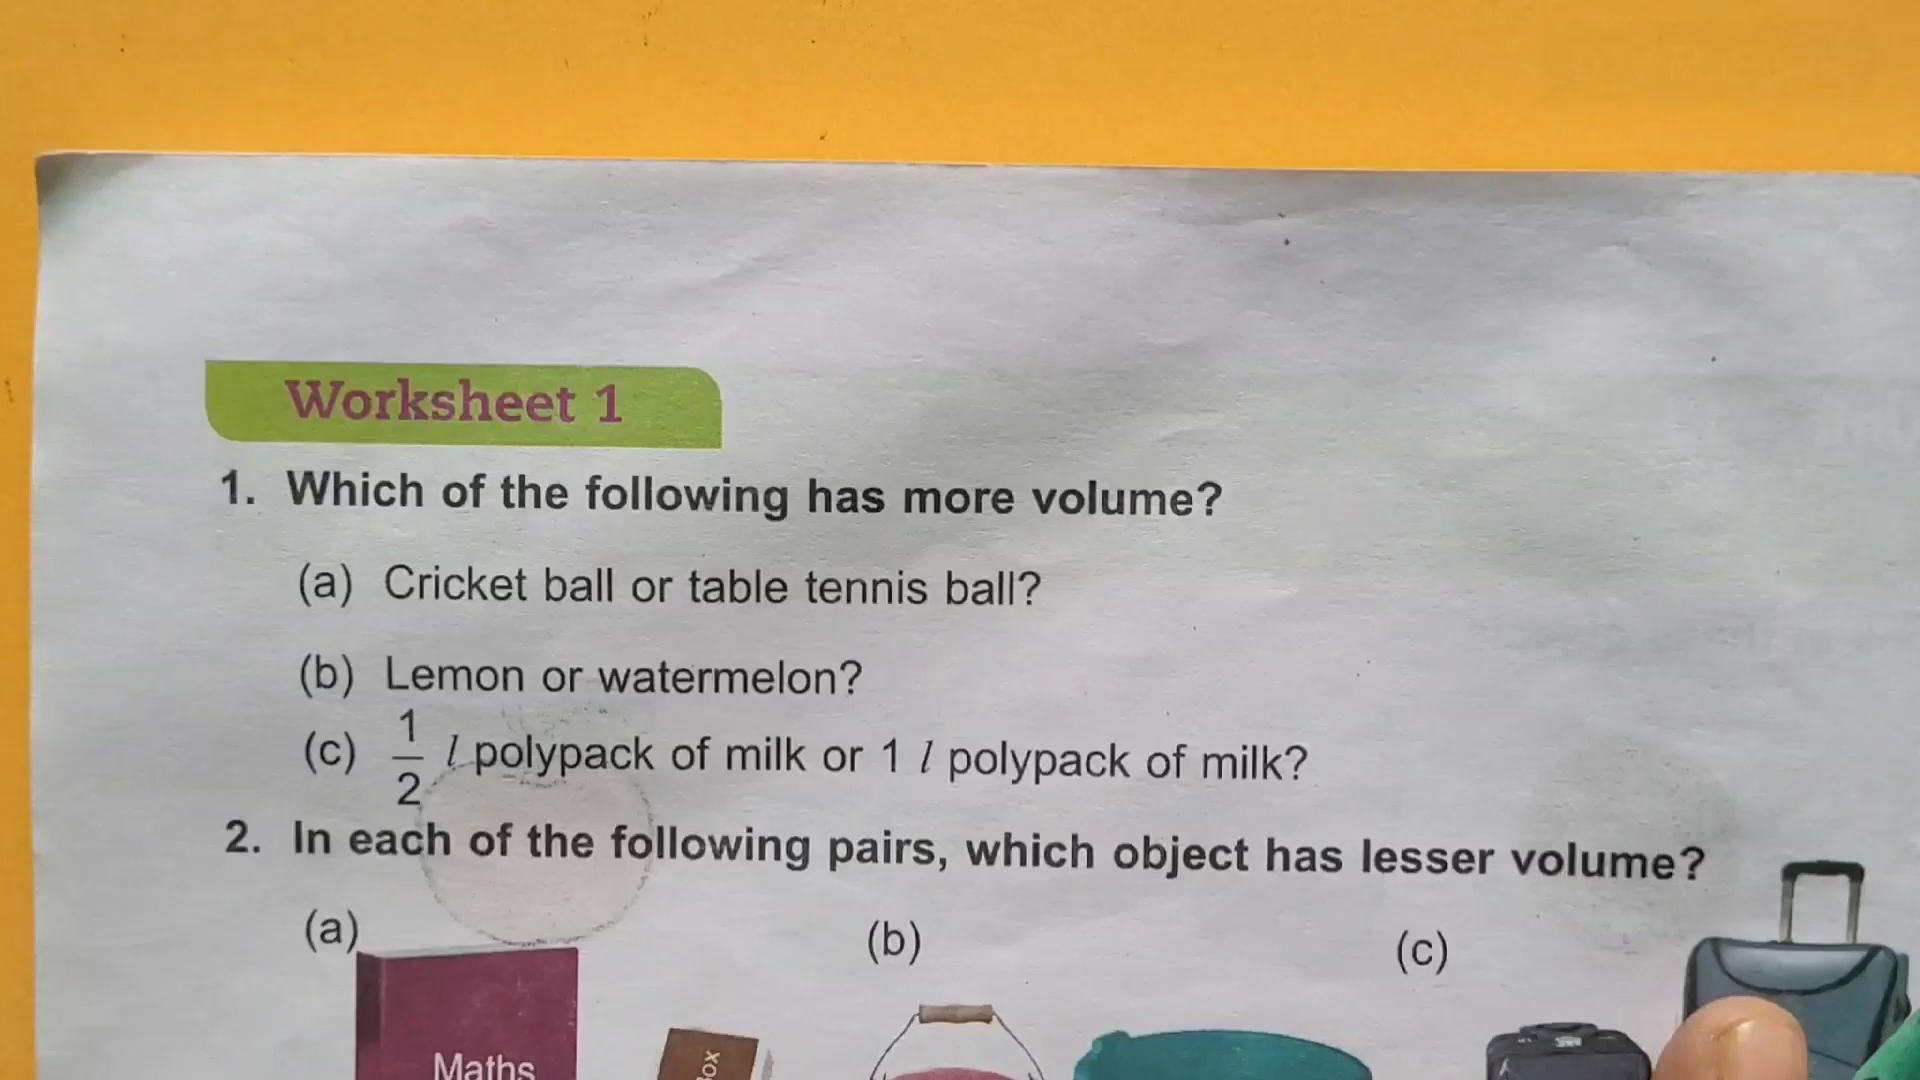 Worksheet 1
1. Which of the following has more volume?
(a) Cricket ball or table tennis ball?
(b) Lemon or watermelon?
(c) 1/2 l polypack of milk or 1 l polypack of milk?
2. In each of the following pairs, which object has lesser volume?
(a) (b) (c)
Maths